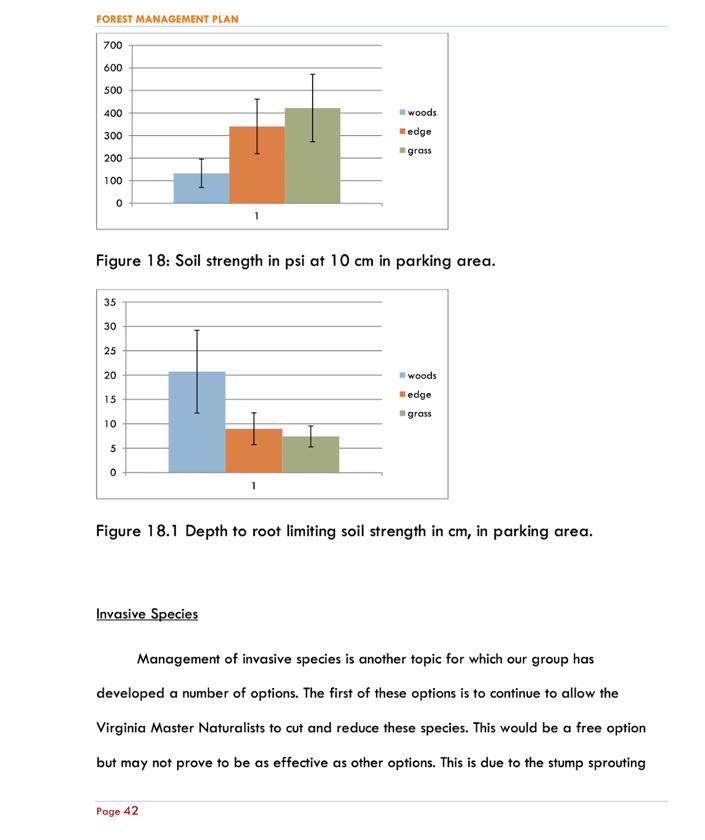 FOREST MANAGEMENT PLAN
700
600
500
400
300
200
100
0
1
woods
edge
grass
Figure 18: Soil strength in psi at 10 cm in parking area.
35
30
25
20
15
10
5
0
1
woods
edge
grass
Figure 18.1 Depth to root limiting soil strength in cm, in parking area.
Invasive Species
Management of invasive species is another topic for which our group has
developed a number of options. The first of these options is to continue to allow the
Virginia Master Naturalists to cut and reduce these species. This would be a free option
but may not prove to be as effective as other options. This is due to the stump sprouting
Page 42